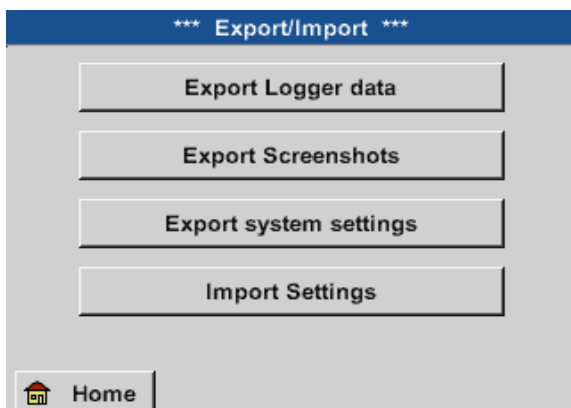 *** Export/Import ***
Export Logger data
Export Screenshots
Export system settings
Import Settings
Home